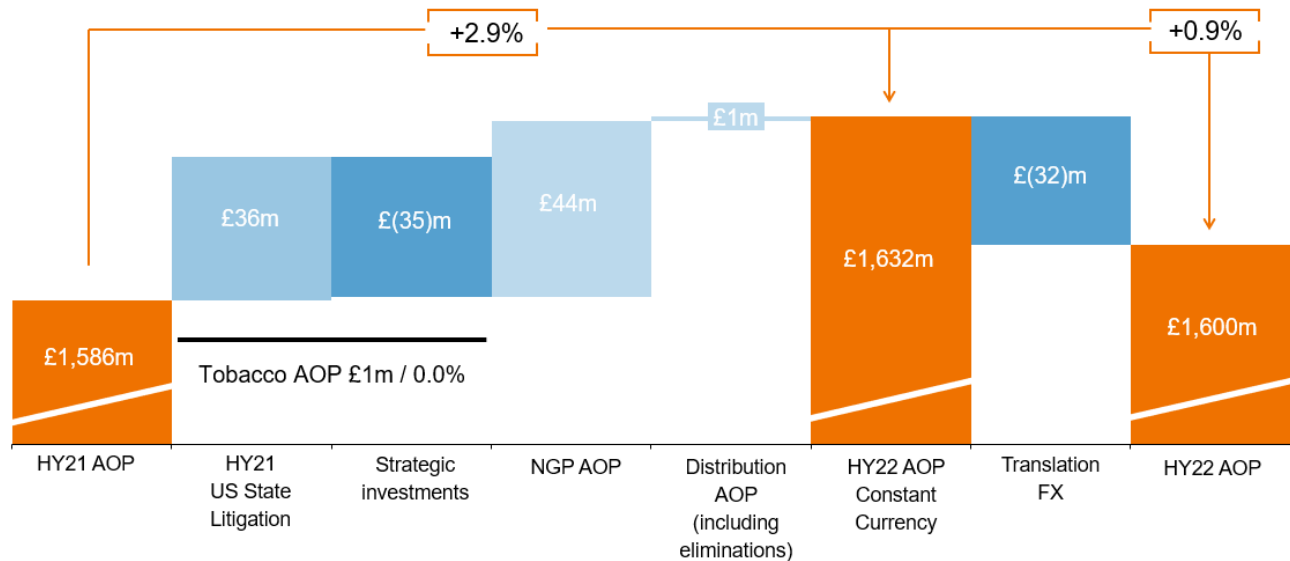 +2.9%
+0.9%
£1m
£36m
£(35)m
£44m
£1,632m
£(32)m
£1,586m
£1,600m
Tobacco AOP £1m / 0.0%
HY21 AOP
HY21
US State
Litigation
Strategic
investments
NGP AOP
Distribution
AOP
(including
eliminations)
HY22 AOP
Constant
Currency
Translation
FX
HY22 AOP